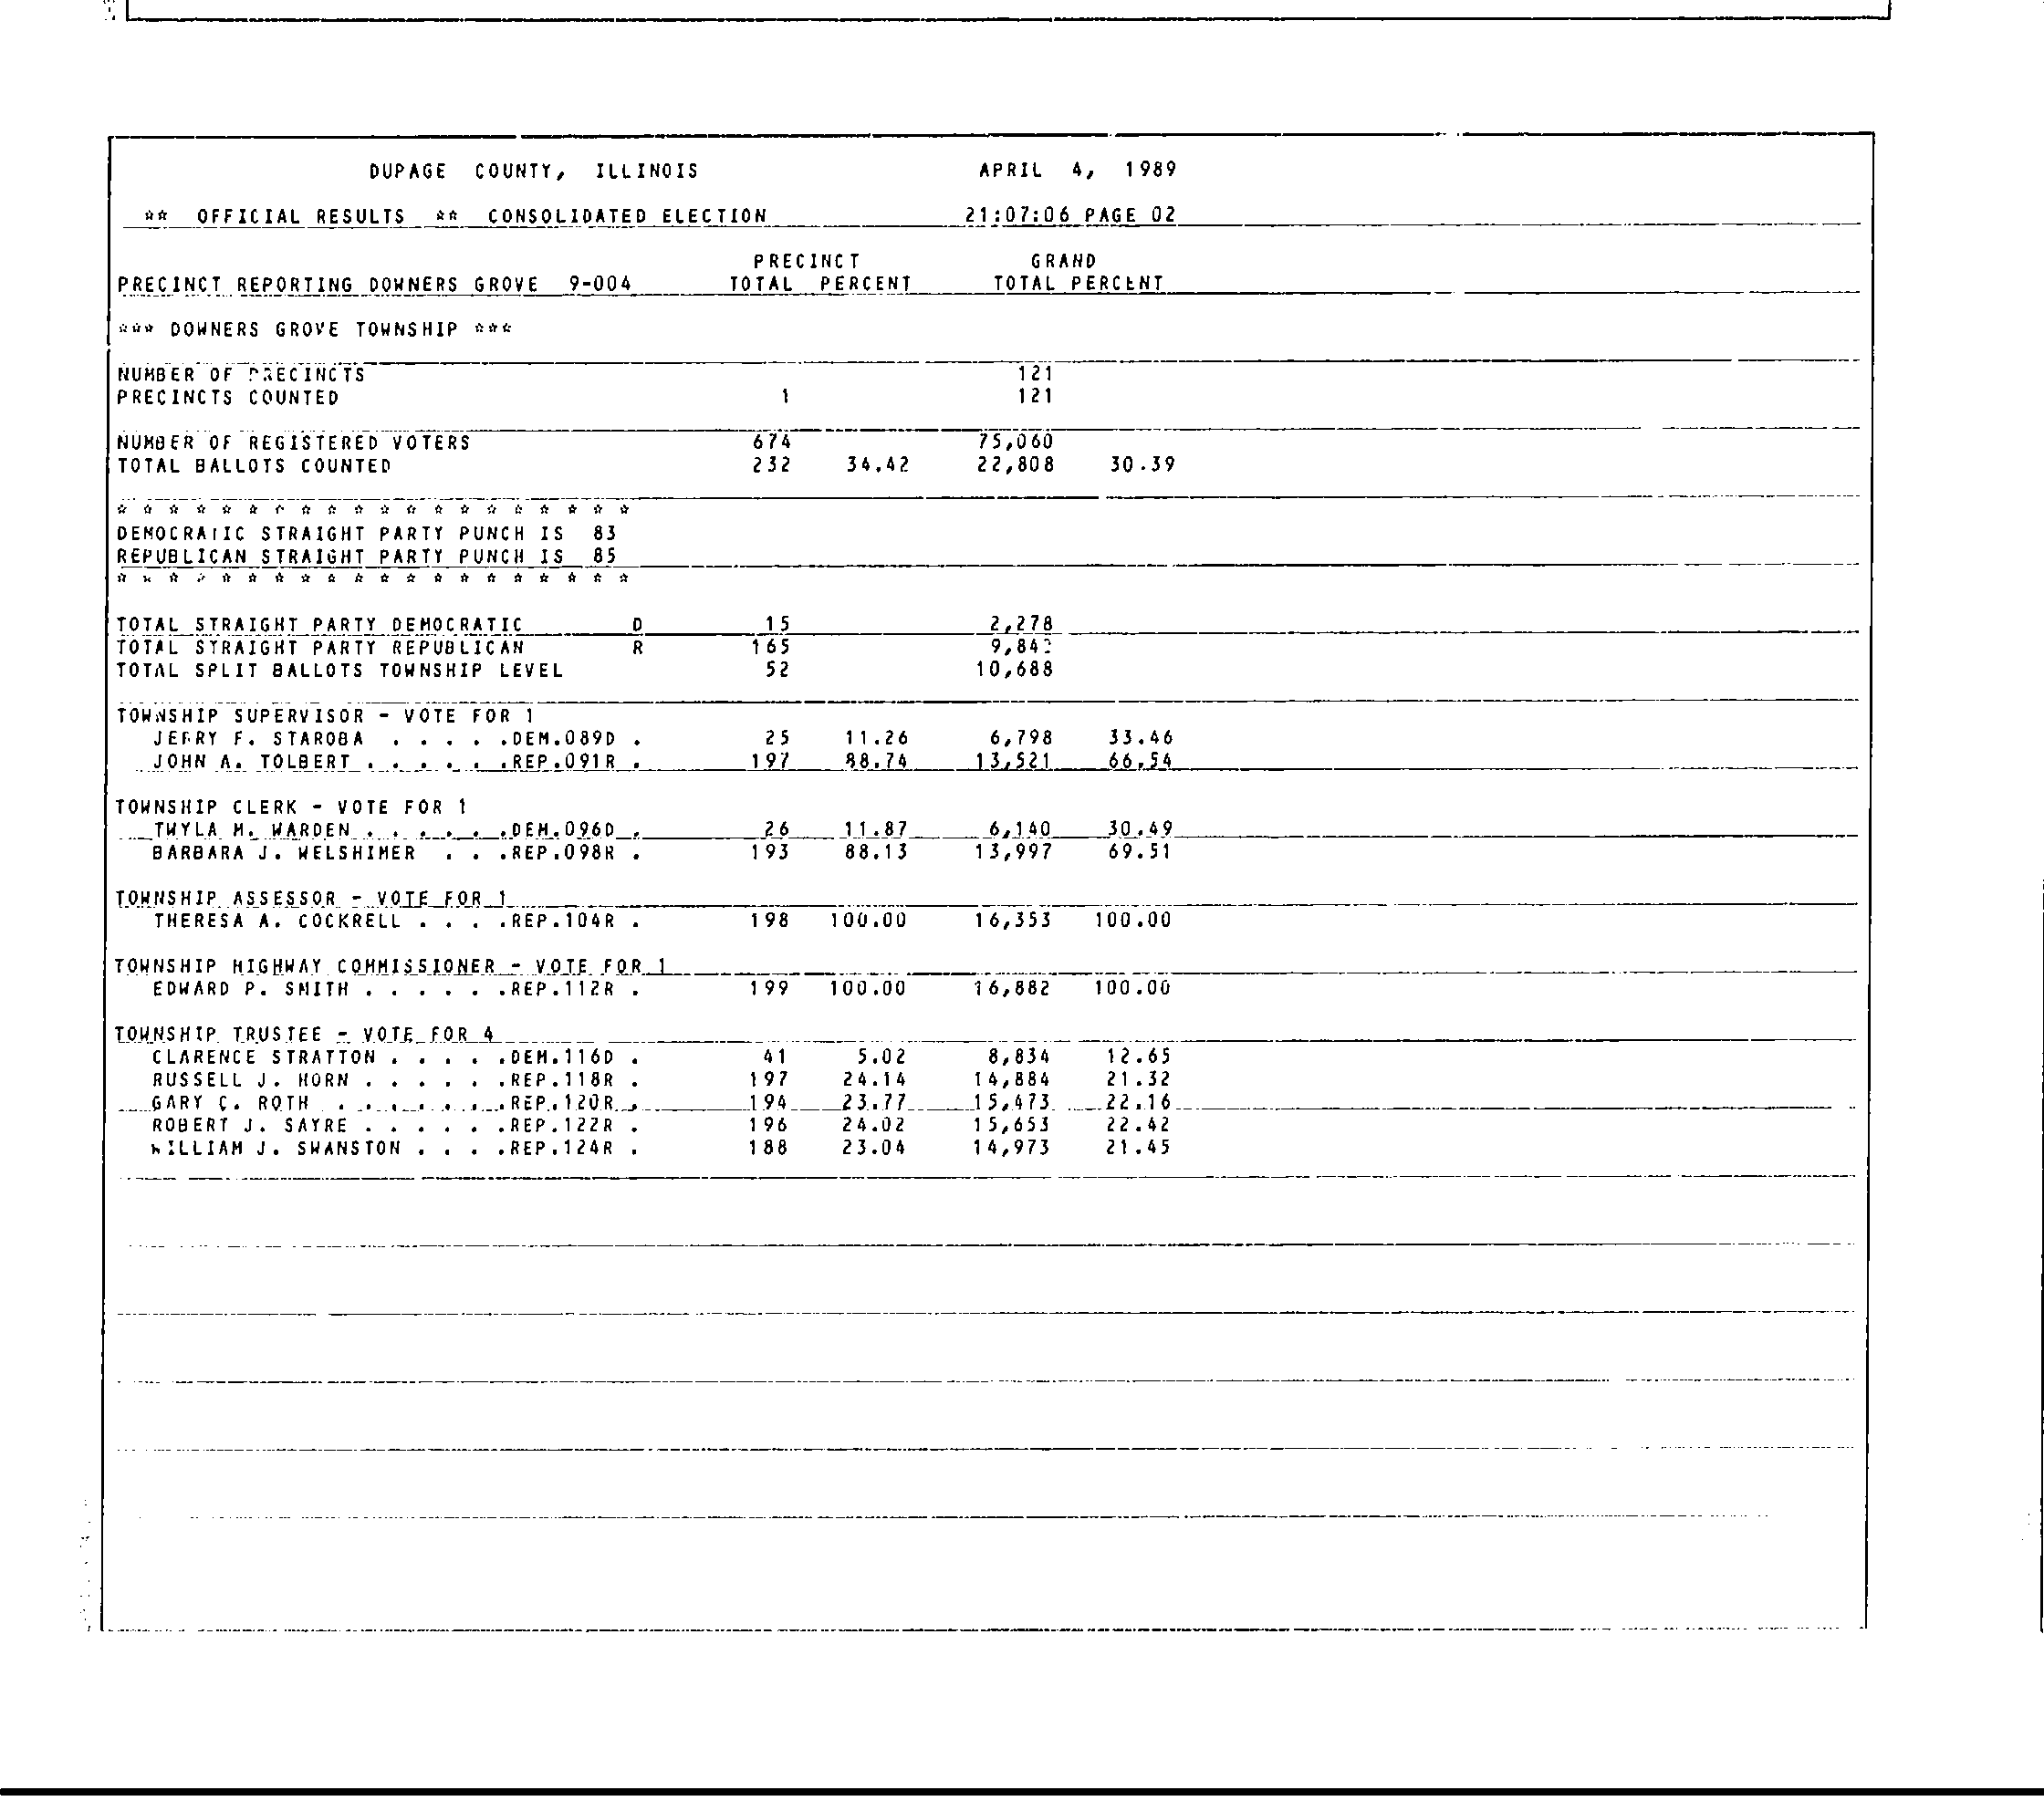 DUPAGE COUNTY, ILLINOIS APRIL 4, 1989
** OFFICIAL RESULTS ** CONSOLIDATED ELECTION 21:07:06 PAGE 02
PRECINCT GRAND
PRECINCT REPORTING DOWNERS GROVE 9-004 TOTAL PERCENT TOTAL PERCENT
*** DOWNERS GROVE TOWNSHIP ***
NUMBER OF PRECINCTS 121
PRECINCTS COUNTED 1 121
NUMBER OF REGISTERED VOTERS 674 75,060
TOTAL BALLOTS COUNTED 232 34.42 22,808 30.39
* * * * * * * * * * * * * * * * * * * *
DEMOCRATIC STRAIGHT PARTY PUNCH IS 83
REPUBLICAN STRAIGHT PARTY PUNCH IS 85
* * * * * * * * * * * * * * * * * * * *
TOTAL STRAIGHT PARTY DEMOCRATIC D 15 2,278
TOTAL STRAIGHT PARTY REPUBLICAN R 165 9,842
TOTAL SPLIT BALLOTS TOWNSHIP LEVEL 52 10,688
TOWNSHIP SUPERVISOR - VOTE FOR 1
JERRY F. STAROBA . . . . .DEM.089D . 25 11.26 6,798 33.46
JOHN A. TOLBERT . . . . . .REP.091R . 197 88.74 13,521 66.54
TOWNSHIP CLERK - VOTE FOR 1
TWYLA M. WARDEN . . . . . .DEM.096D . 26 11.87 6,140 30.49
BARBARA J. WELSHIMER . . .REP.098R . 193 88.13 13,997 69.51
TOWNSHIP ASSESSOR - VOTE FOR 1
THERESA A. COCKRELL . . . .REP.104R . 198 100.00 16,353 100.00
TOWNSHIP HIGHWAY COMMISSIONER - VOTE FOR 1
EDWARD P. SMITH . . . . . .REP.112R . 199 100.00 16,882 100.00
TOWNSHIP TRUSTEE - VOTE FOR 4
CLARENCE STRATTON . . . . .DEM.116D . 41 5.02 8,834 12.65
RUSSELL J. HORN . . . . . .REP.118R . 197 24.14 14,884 21.32
GARY C. ROTH . . . . . . .REP.120R . 194 23.77 15,473 22.16
ROBERT J. SAYRE . . . . . .REP.122R . 196 24.02 15,653 22.42
WILLIAM J. SWANSTON . . . .REP.124R . 188 23.04 14,973 21.45